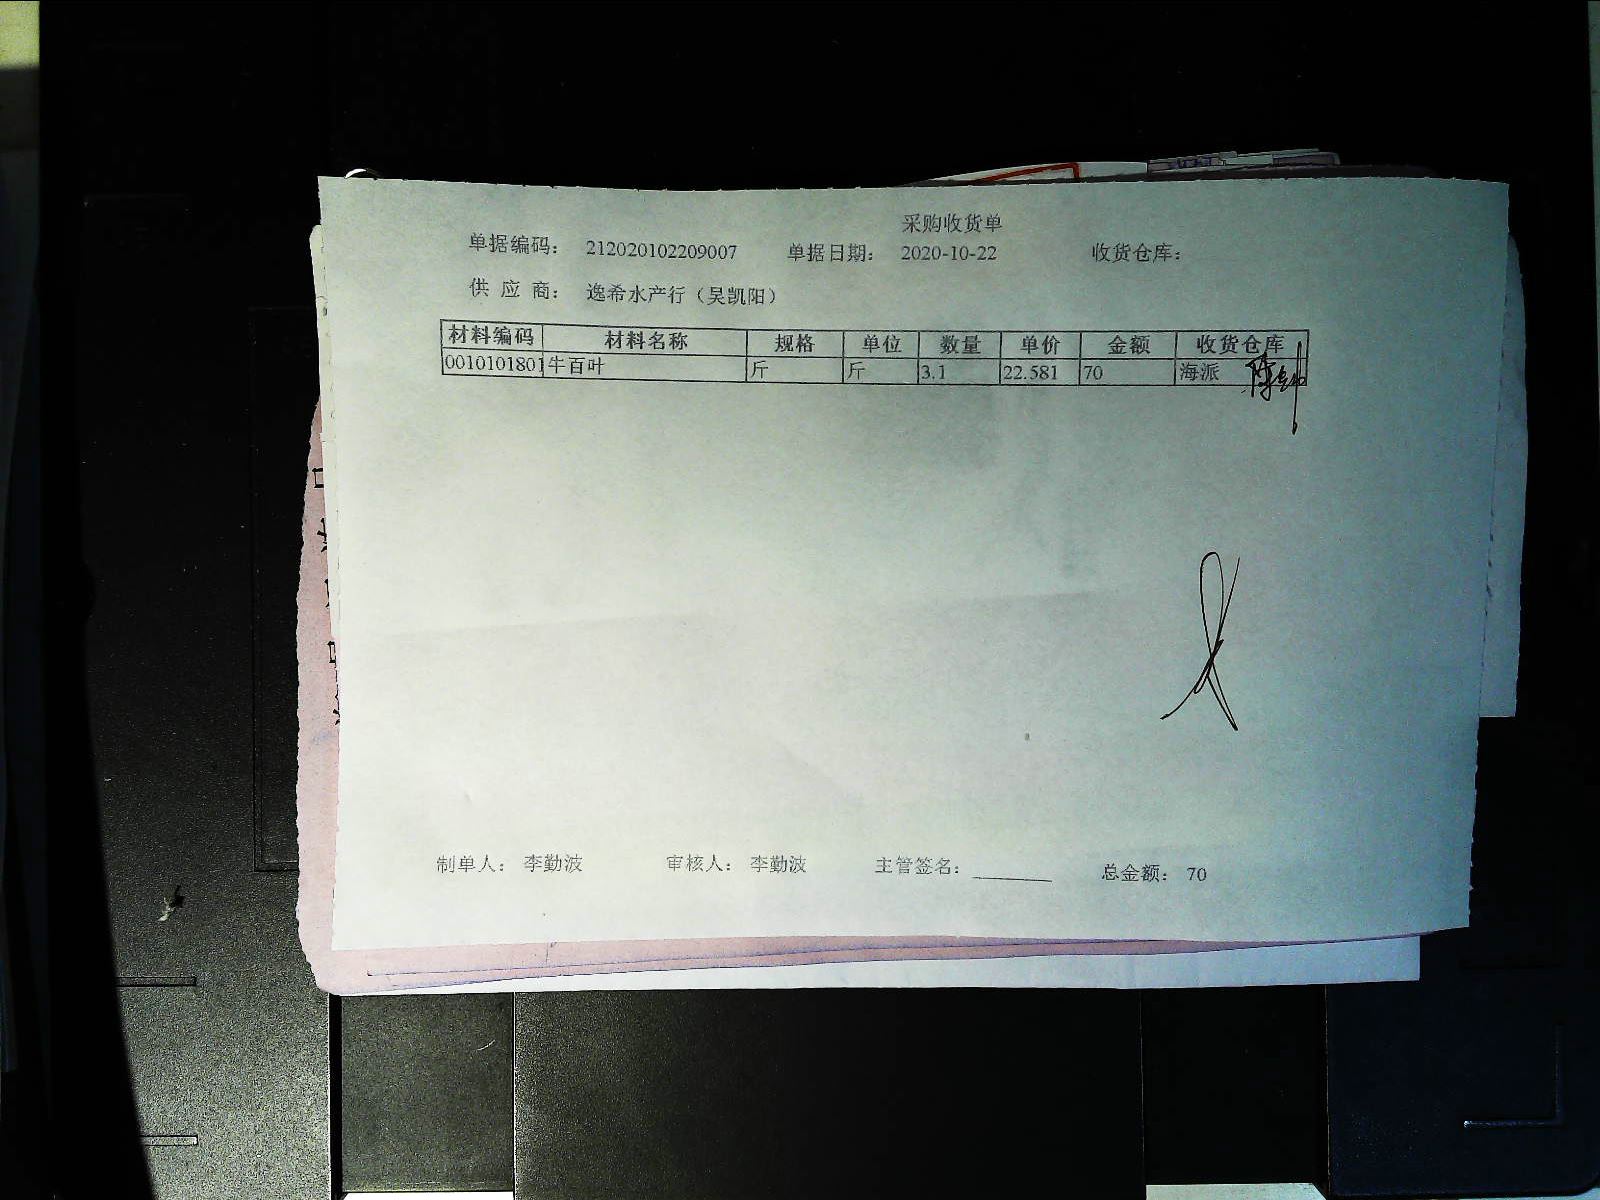 采购收货单
单据编码： 212020102209007 单据日期： 2020-10-22 收货仓库：
供 应 商： 逸希水产行（吴凯阳）
材料编码 材料名称 规格 单位 数量 单价 金额 收货仓库
0010101801 牛百叶 斤 斤 3.1 22.581 70 海派
制单人： 李勤波 审核人： 李勤波 主管签名： 总金额： 70